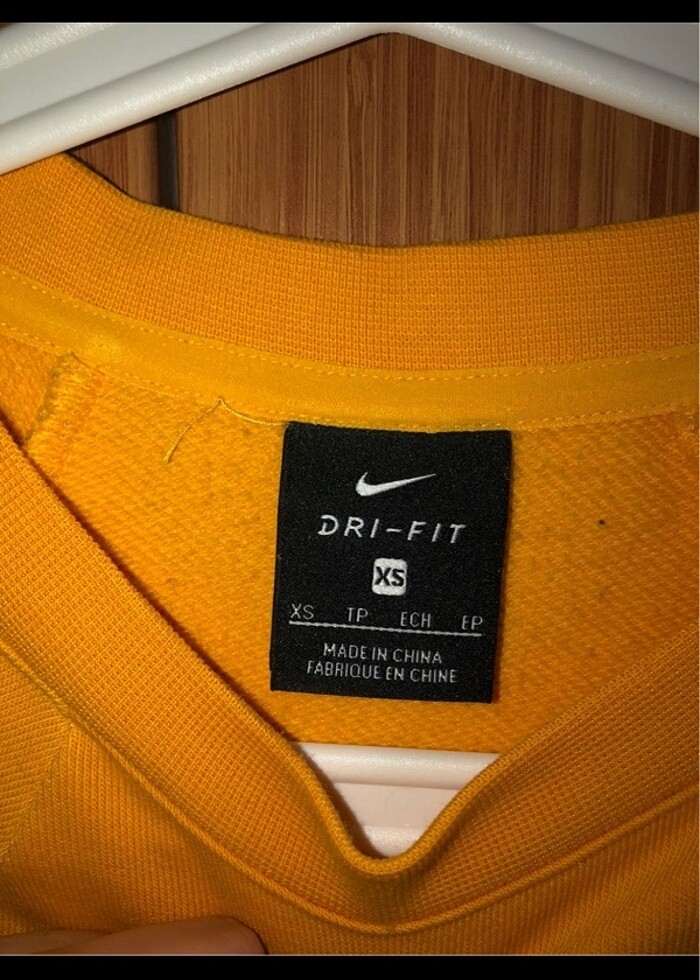 DRI-FIT
XS
XS TP ECH EP
MADE IN CHINA
FABRIQUE EN CHINE